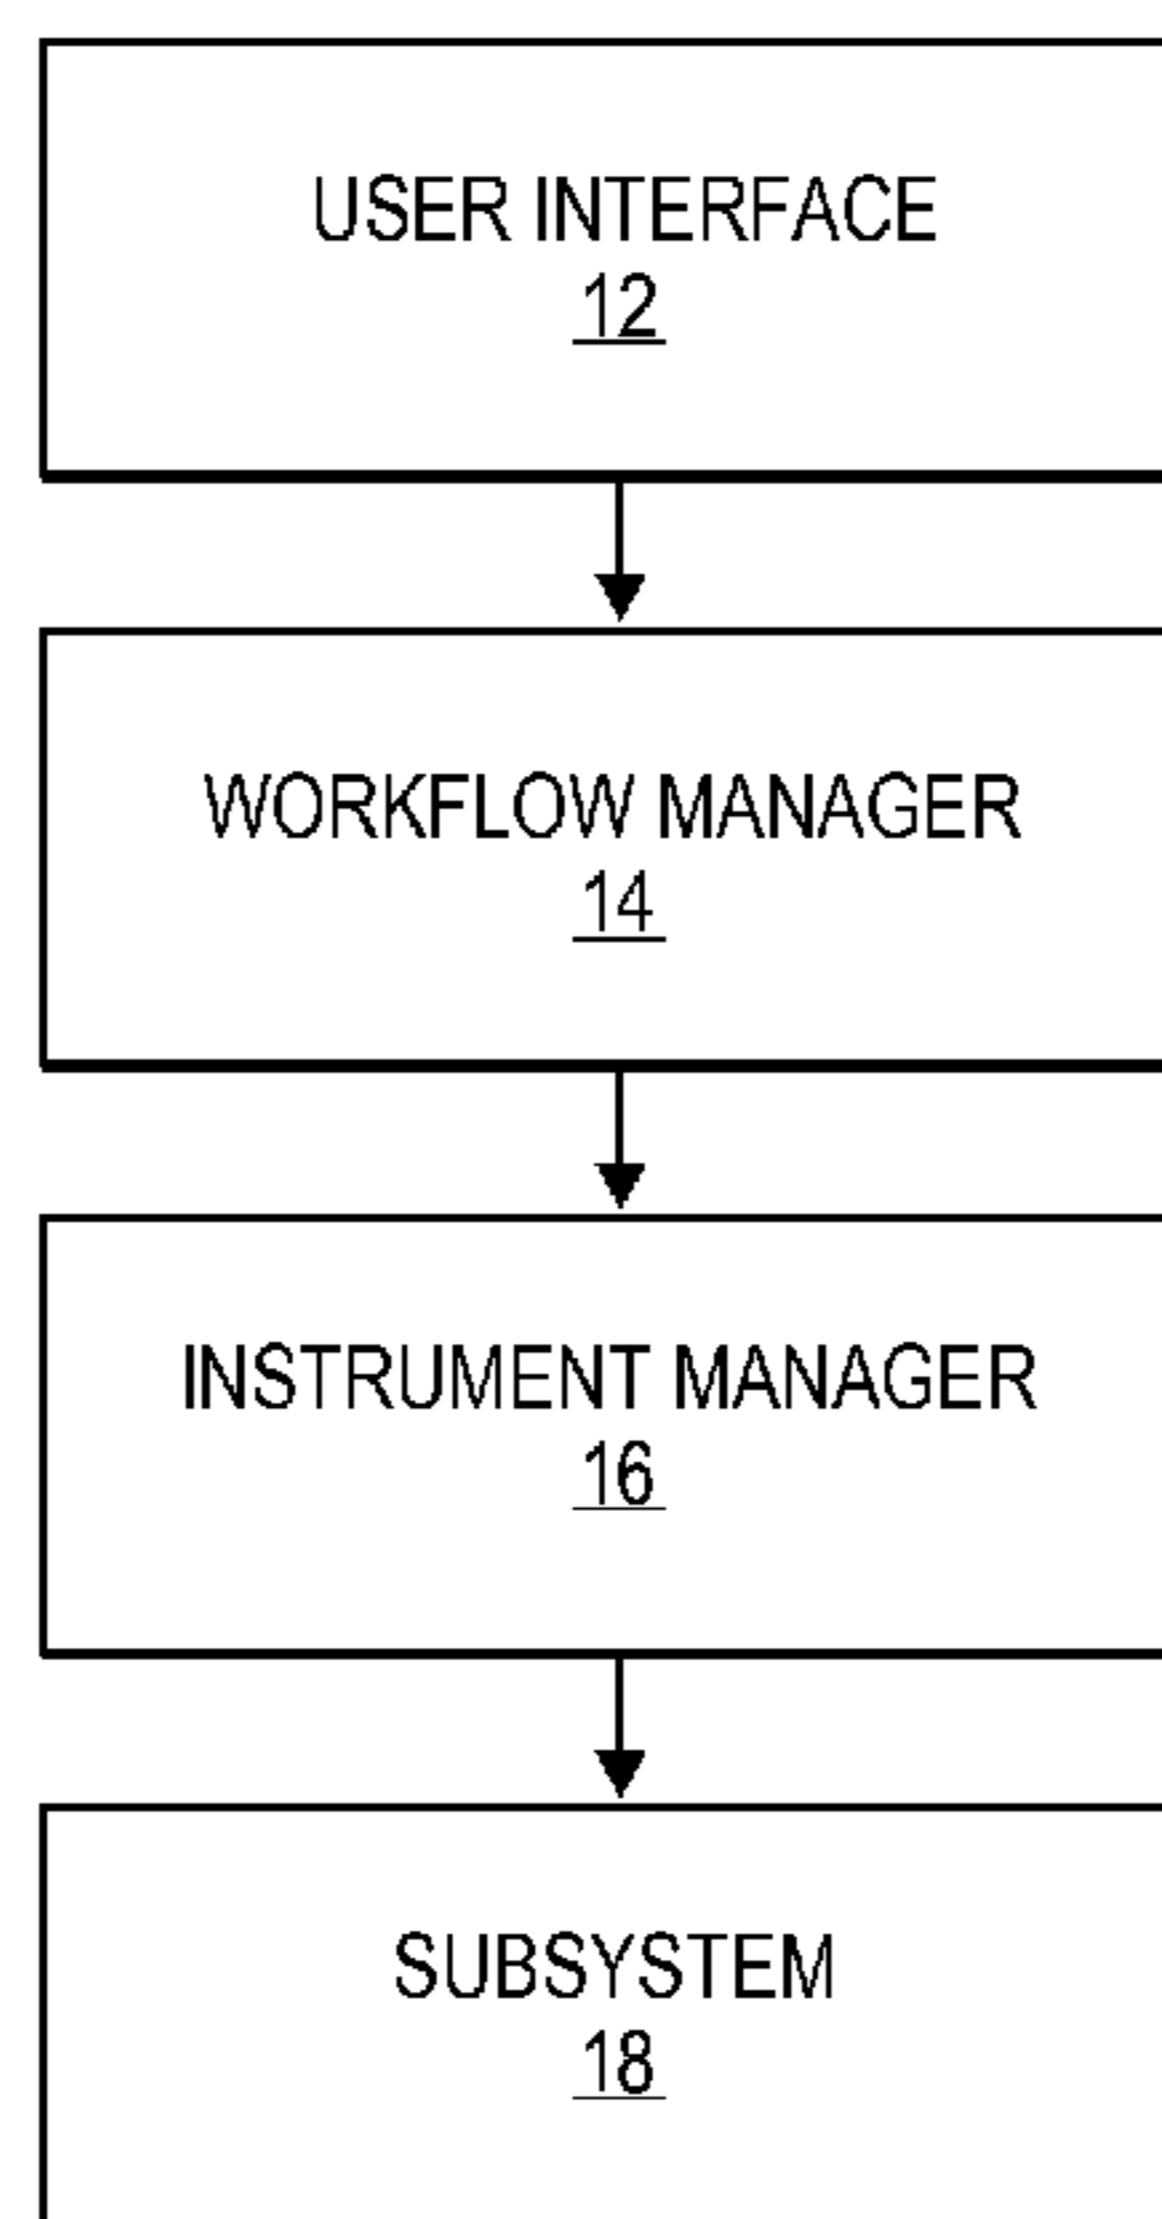 USER INTERFACE
12
WORKFLOW MANAGER
14
INSTRUMENT MANAGER
16
SUBSYSTEM
18